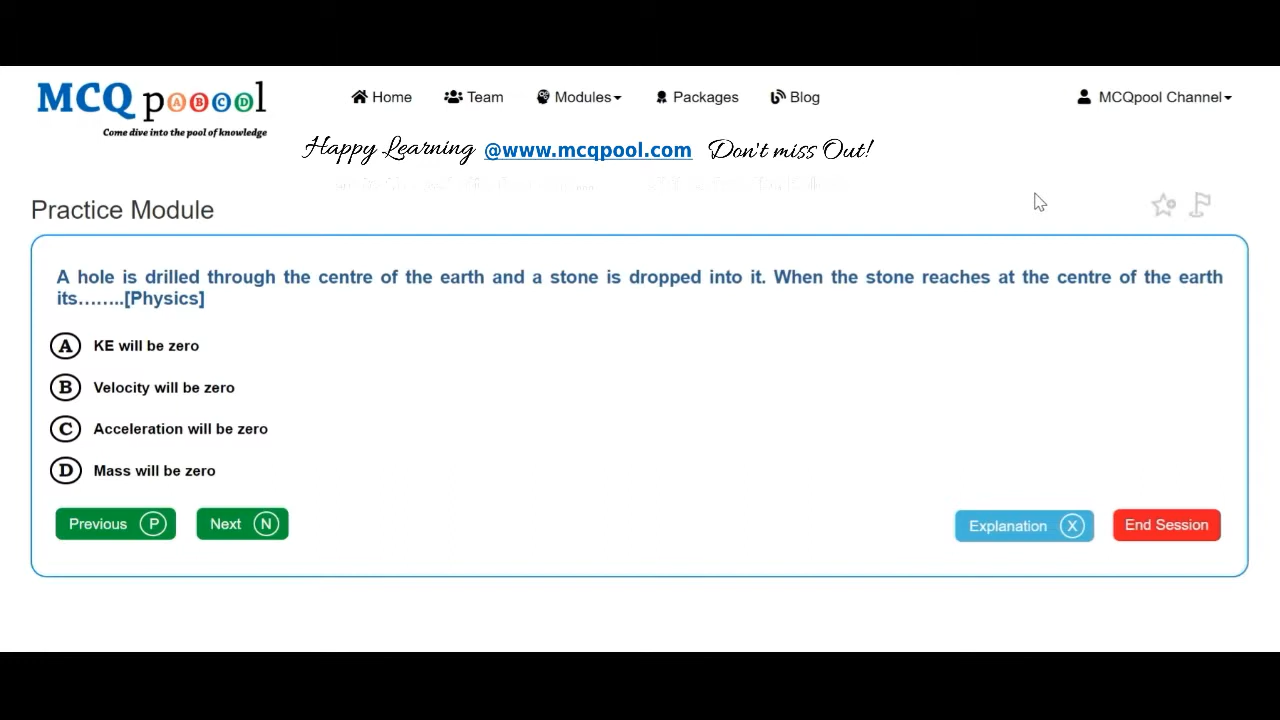 MCQ pooool
Come dive into the pool of knowledge
Home Team Modules Packages Blog MCQpool Channel
Happy Learning @www.mcqpool.com Don't miss Out!
Practice Module
A hole is drilled through the centre of the earth and a stone is dropped into it. When the stone reaches at the centre of the earth
its……..[Physics]
A KE will be zero
B Velocity will be zero
C Acceleration will be zero
D Mass will be zero
Previous P Next N Explanation X End Session